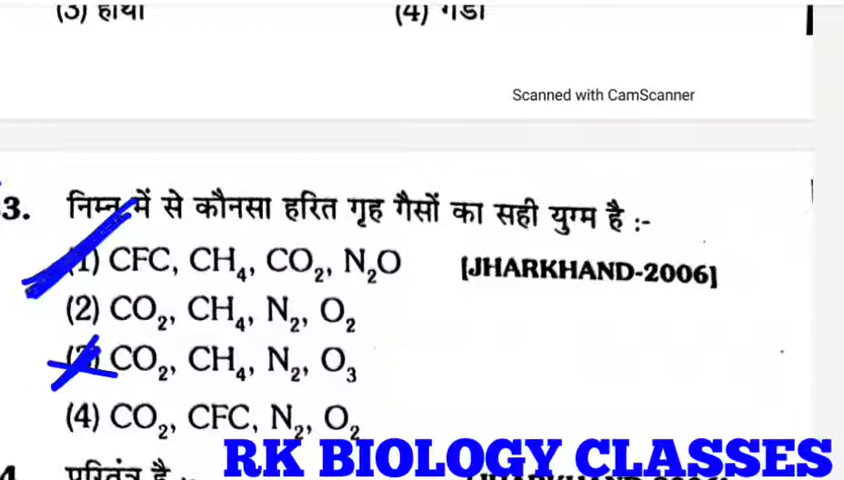 (3) हाथी (4) गैंडा
Scanned with CamScanner
3. निम्न में से कौनसा हरित गृह गैसों का सही युग्म है :-
(1) CFC, CH₄, CO₂, N₂O [JHARKHAND-2006]
(2) CO₂, CH₄, N₂, O₂
(3) CO₂, CH₄, N₂, O₃
(4) CO₂, CFC, N₂, O₂
RK BIOLOGY CLASSES
4 परितंत्र है :-